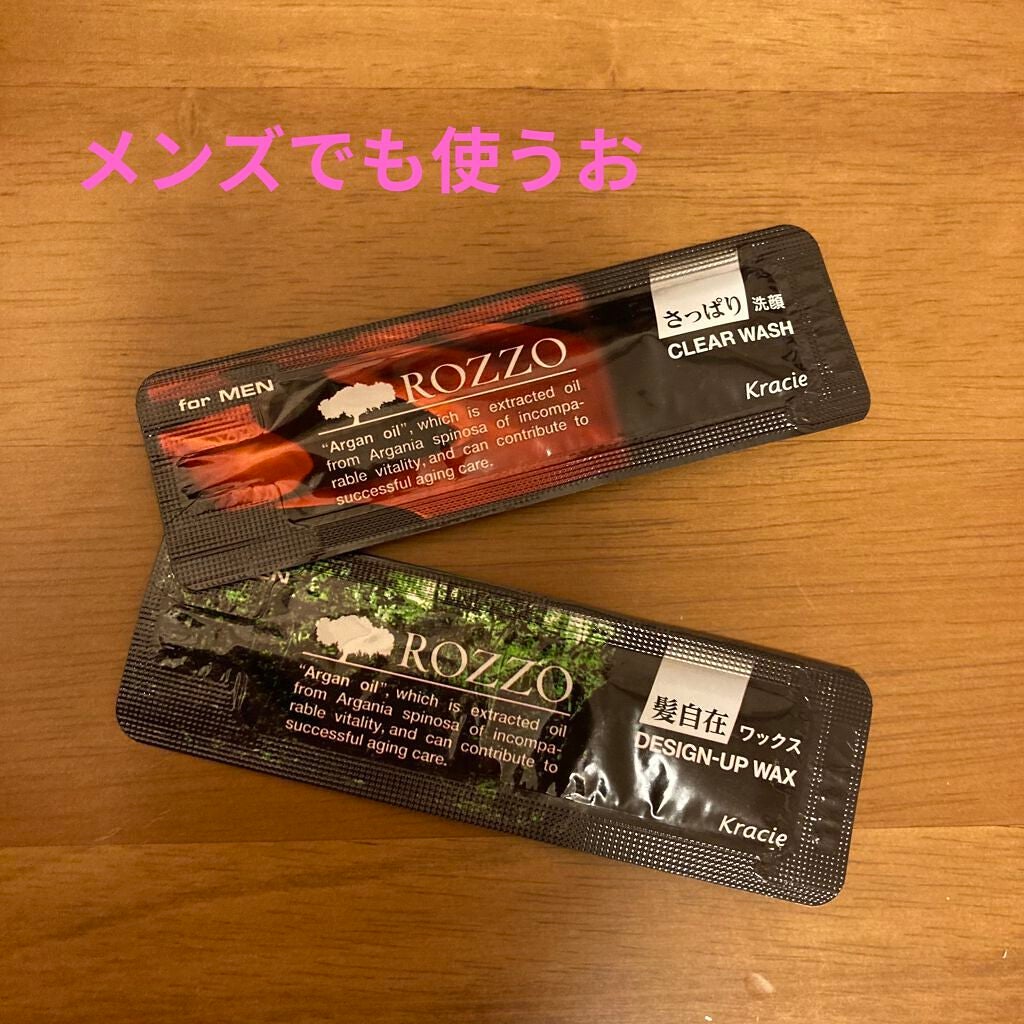 メンズでも使うお
for MEN
ROZZO
"Argan oil", which is extracted oil
from Argania spinosa of incompa-
rable vitality, and can contribute to
successful aging care.
さっぱり 洗顔
CLEAR WASH
Kracie
ROZZO
"Argan oil", which is extracted oil
from Argania spinosa of incompa-
rable vitality, and can contribute to
successful aging care.
髪自在 ワックス
DESIGN-UP WAX
Kracie